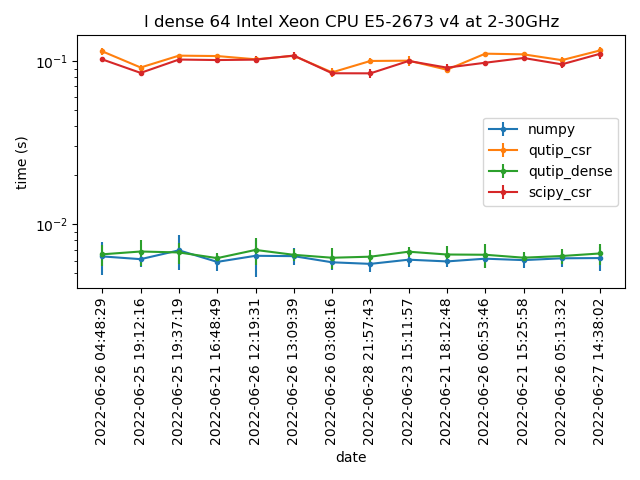 l dense 64 Intel Xeon CPU E5-2673 v4 at 2-30GHz
10⁻¹
10⁻²
time (s)
numpy
qutip_csr
qutip_dense
scipy_csr
2022-06-26 04:48:29
2022-06-25 19:12:16
2022-06-25 19:37:19
2022-06-21 16:48:49
2022-06-26 12:19:31
2022-06-26 13:09:39
2022-06-26 03:08:16
2022-06-28 21:57:43
2022-06-23 15:11:57
2022-06-21 18:12:48
2022-06-26 06:53:46
2022-06-21 15:25:58
2022-06-26 05:13:32
2022-06-27 14:38:02
date